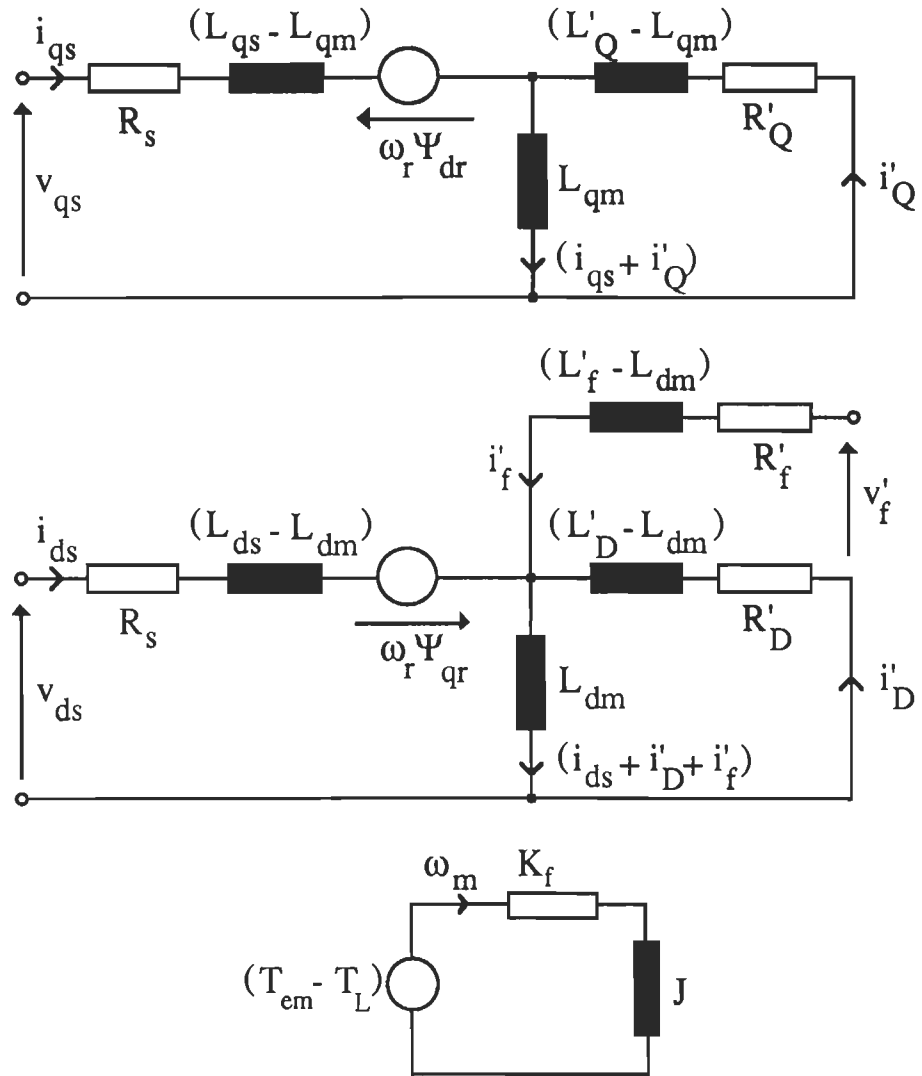 i_qs (L_qs - L_qm) (L'_Q - L_qm)
R_s ω_r Ψ_dr R'_Q
v_qs L_qm i'_Q
(i_qs + i'_Q)
(L'_f - L_dm)
i'_f R'_f v'_f
i_ds (L_ds - L_dm) (L'_D - L_dm)
R_s ω_r Ψ_qr R'_D
v_ds L_dm i'_D
(i_ds + i'_D + i'_f)
ω_m K_f
(T_em - T_L) J